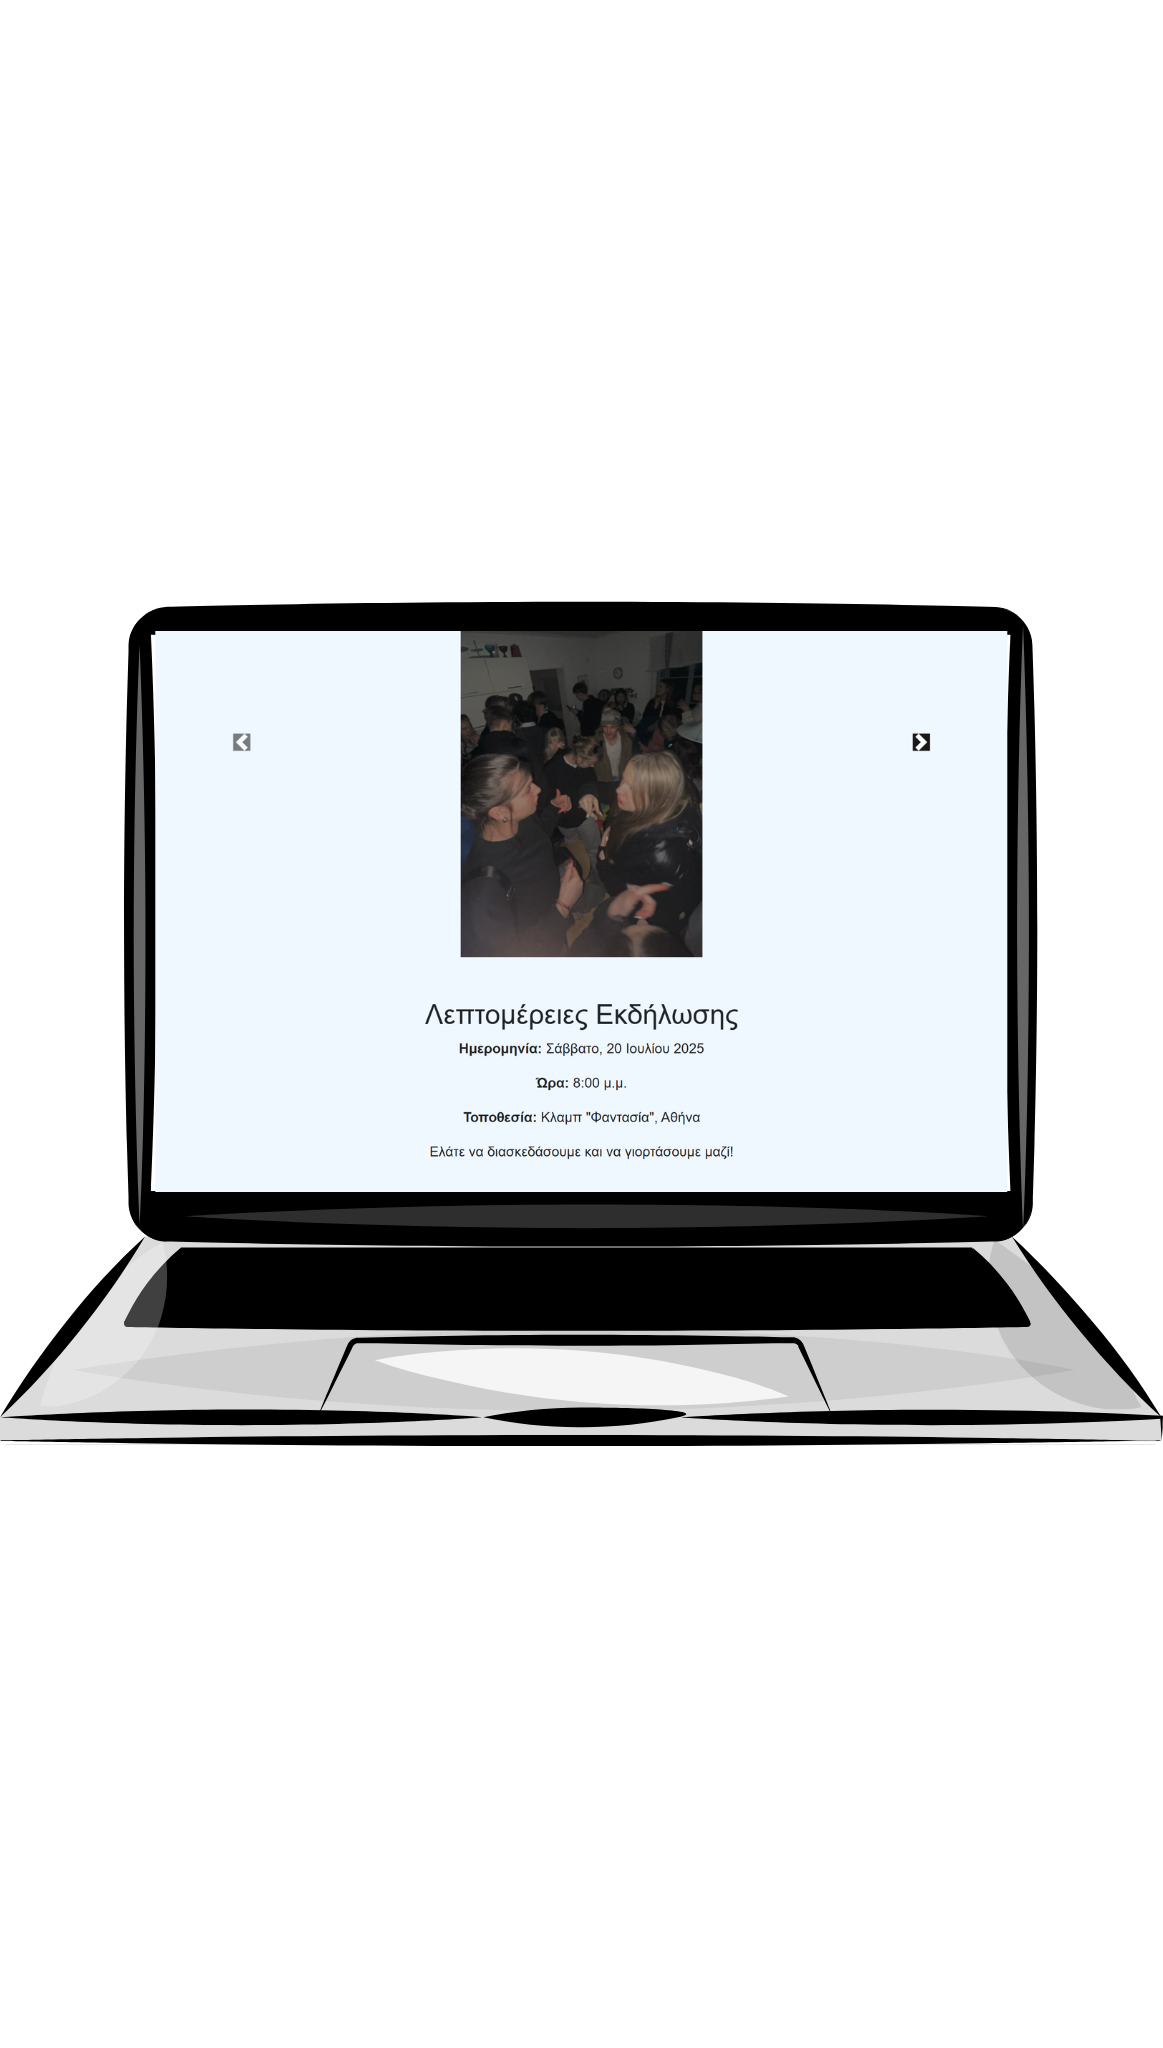 Λεπτομέρειες Εκδήλωσης
Ημερομηνία: Σάββατο, 20 Ιουλίου 2025
Ώρα: 8:00 μ.μ.
Τοποθεσία: Κλαμπ "Φαντασία", Αθήνα
Ελάτε να διασκεδάσουμε και να γιορτάσουμε μαζί!